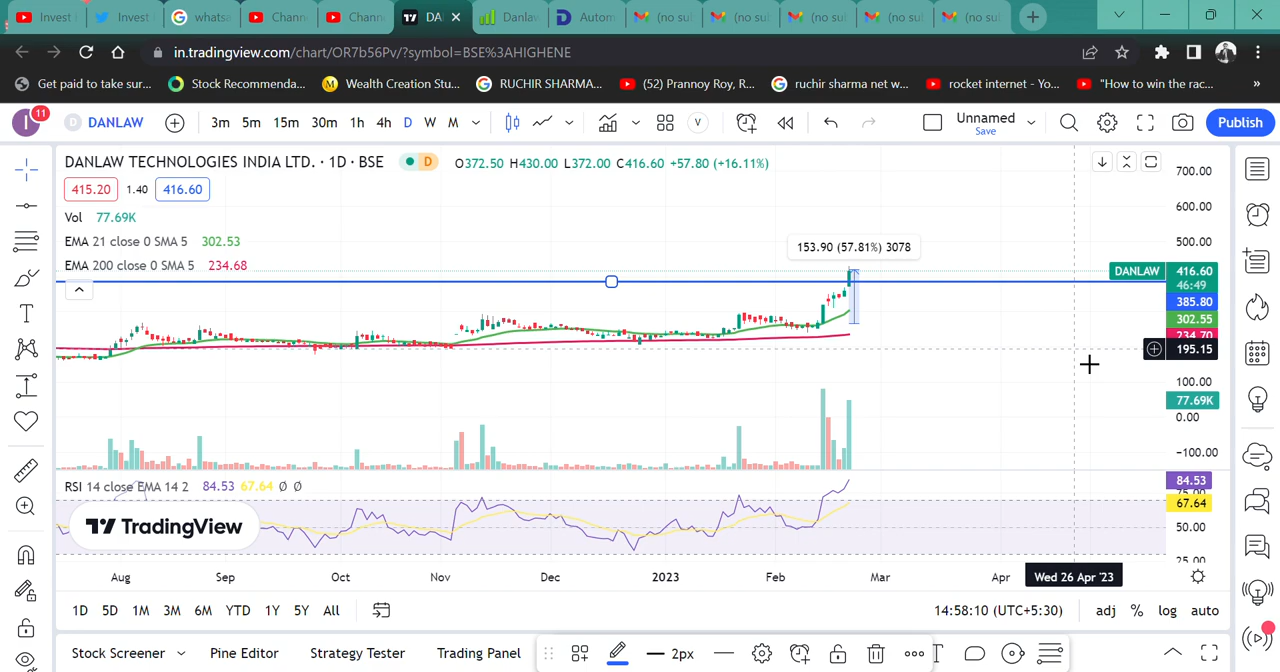 Invest
Invest
whats
Chann
Chann
DA
Danlaw
Autom
(no su
(no su
(no su
(no su
(no su
in.tradingview.com/chart/OR7b56Pv/?symbol=BSE%3AHIGHENE
Get paid to take sur...
Stock Recommenda...
Wealth Creation Stu...
RUCHIR SHARMA...
(52) Prannoy Roy, R...
ruchir sharma net w...
rocket internet - Yo...
"How to win the rac...
»
I 11
D DANLAW
3m 5m 15m 30m 1h 4h D W M
V
Unnamed
Save
Publish
DANLAW TECHNOLOGIES INDIA LTD. · 1D · BSE
D
O372.50 H430.00 L372.00 C416.60 +57.80 (+16.11%)
415.20 1.40 416.60
Vol 77.69K
EMA 21 close 0 SMA 5 302.53
EMA 200 close 0 SMA 5 234.68
153.90 (57.81%) 3078
700.00
600.00
500.00
DANLAW 416.60
46:49
385.80
302.55
234.70
195.15
100.00
77.69K
0.00
−100.00
RSI 14 close EMA 14 2 84.53 67.64 Ø Ø
84.53
75.00
67.64
50.00
25.00
TradingView
Aug Sep Oct Nov Dec 2023 Feb Mar Apr Wed 26 Apr '23
1D 5D 1M 3M 6M YTD 1Y 5Y All
14:58:10 (UTC+5:30) adj % log auto
Stock Screener Pine Editor Strategy Tester Trading Panel
2px